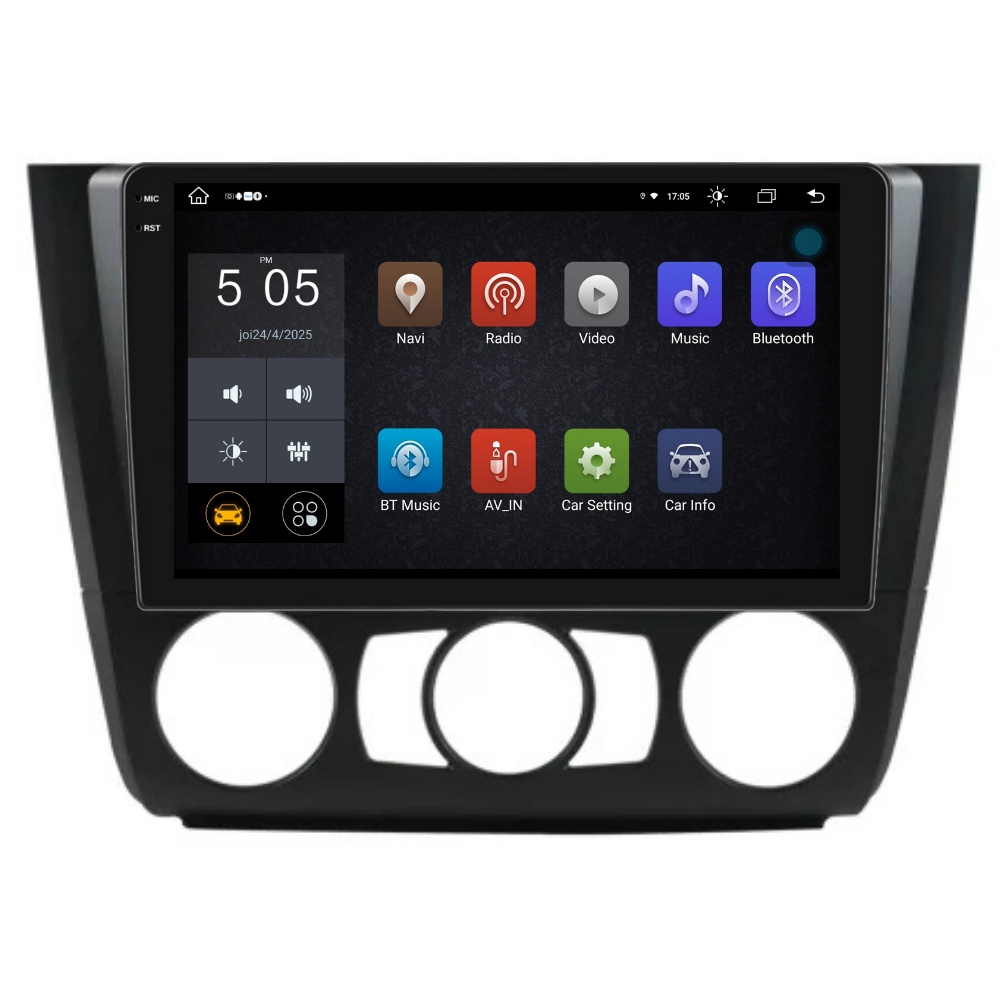 MIC
RST
17:05
PM
5 05
joi24/4/2025
Navi
Radio
Video
Music
Bluetooth
BT Music
AV_IN
Car Setting
Car Info